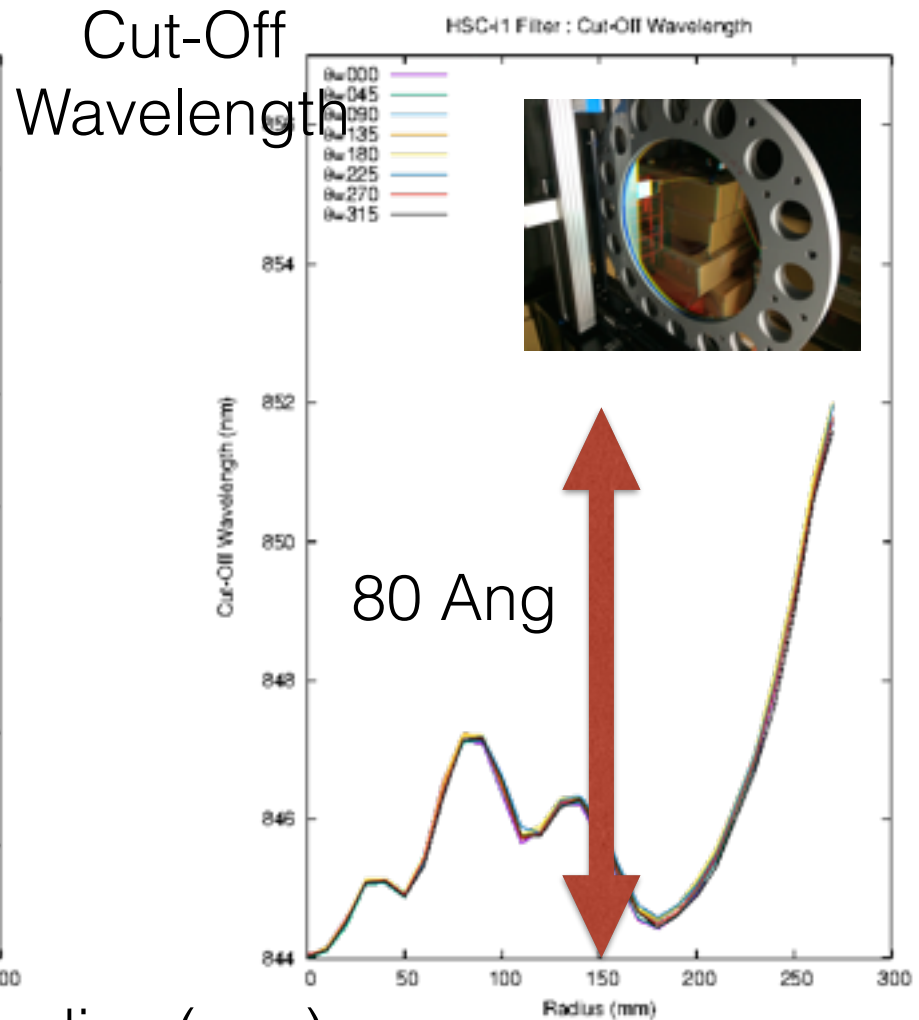 Cut-Off
Wavelength
HSC-i1 Filter : Cut-Off Wavelength
θ=000
θ=045
θ=090
θ=135
θ=180
θ=225
θ=270
θ=315
854
852
850
848
846
844
Cut-Off Wavelength (nm)
80 Ang
00
0
50
100
150
200
250
300
Radius (mm)